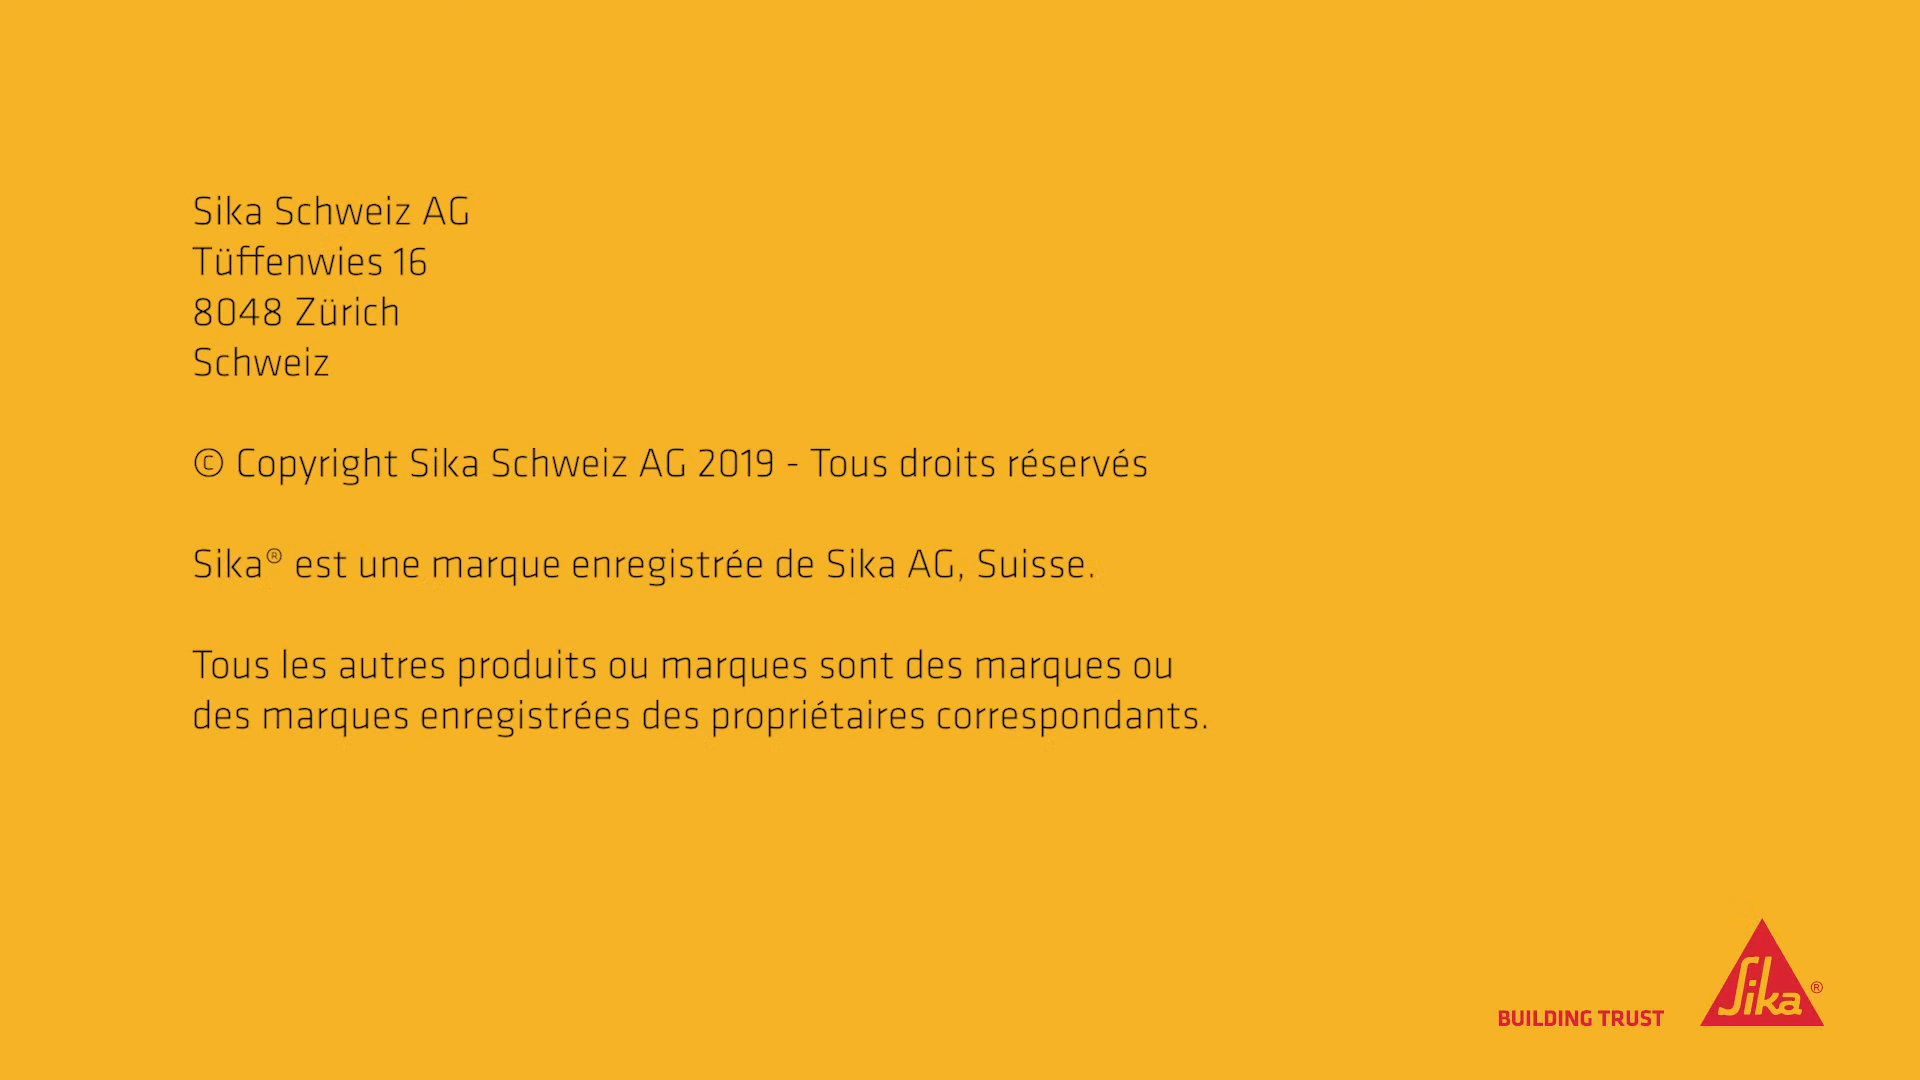 Sika Schweiz AG
Tüffenwies 16
8048 Zürich
Schweiz
© Copyright Sika Schweiz AG 2019 - Tous droits réservés
Sika® est une marque enregistrée de Sika AG, Suisse.
Tous les autres produits ou marques sont des marques ou
des marques enregistrées des propriétaires correspondants.
BUILDING TRUST
Sika®